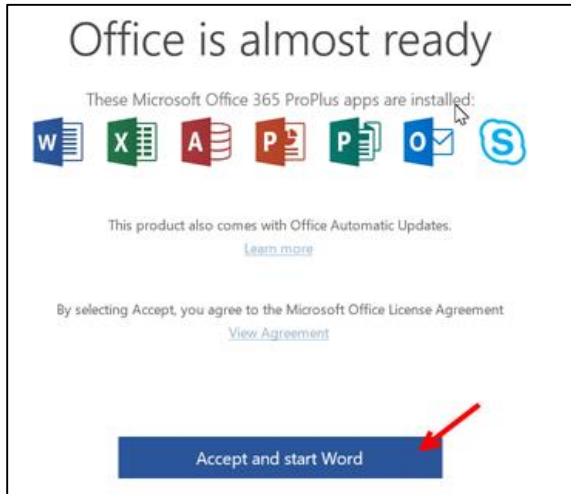 Office is almost ready
These Microsoft Office 365 ProPlus apps are installed:
W X A P P O S
This product also comes with Office Automatic Updates.
Learn more
By selecting Accept, you agree to the Microsoft Office License Agreement
View Agreement
Accept and start Word